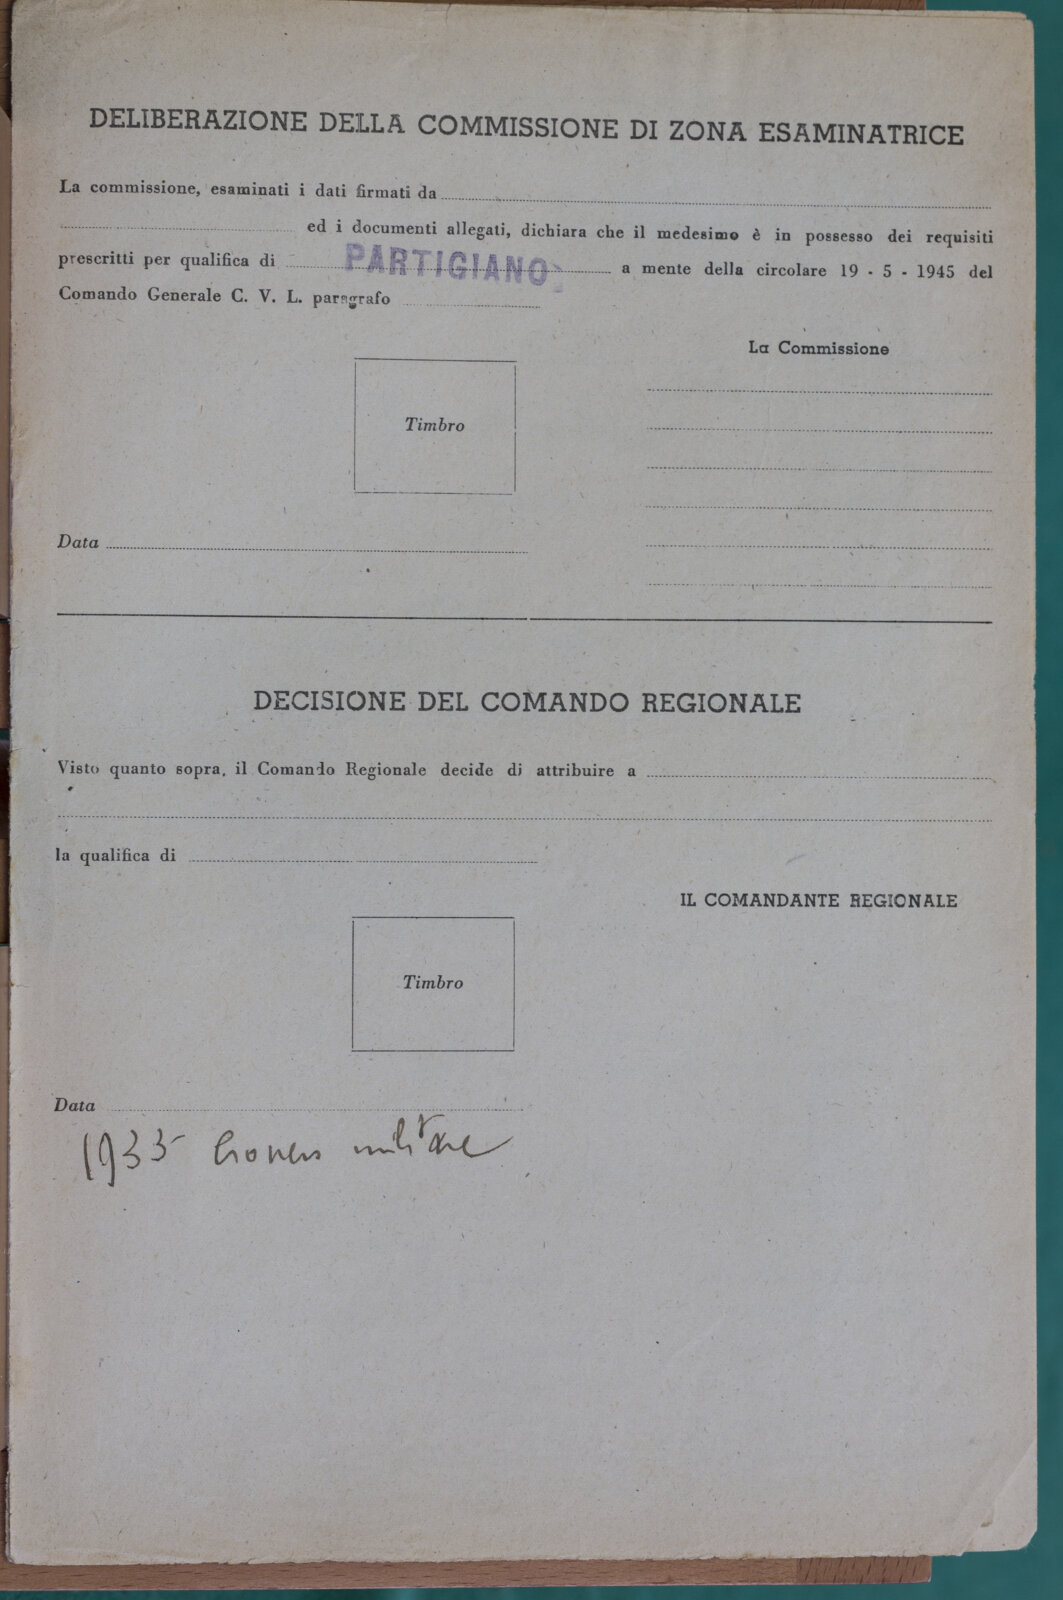 DELIBERAZIONE DELLA COMMISSIONE DI ZONA ESAMINATRICE
La commissione, esaminati i dati firmati da
ed i documenti allegati, dichiara che il medesimo è in possesso dei requisiti
prescritti per qualifica di PARTIGIANO a mente della circolare 19 - 5 - 1945 del
Comando Generale C. V. L. paragrafo
La Commissione
Timbro
Data
DECISIONE DEL COMANDO REGIONALE
Visto quanto sopra, il Comando Regionale decide di attribuire a
la qualifica di
IL COMANDANTE REGIONALE
Timbro
Data
1935 militare